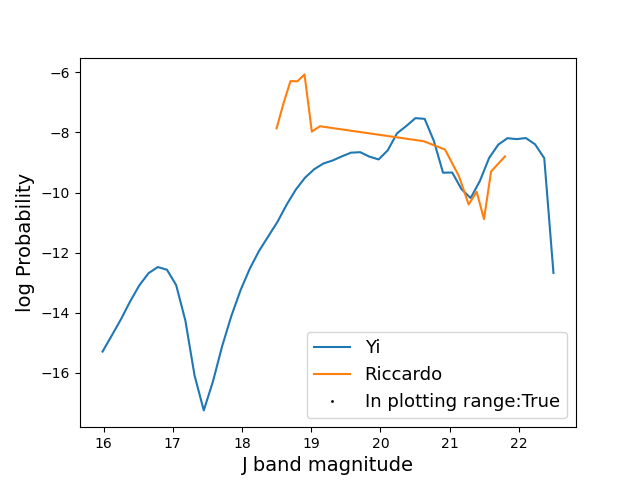 −6
−8
−10
−12
−14
−16
16 17 18 19 20 21 22
log Probability
J band magnitude
Yi
Riccardo
In plotting range:True